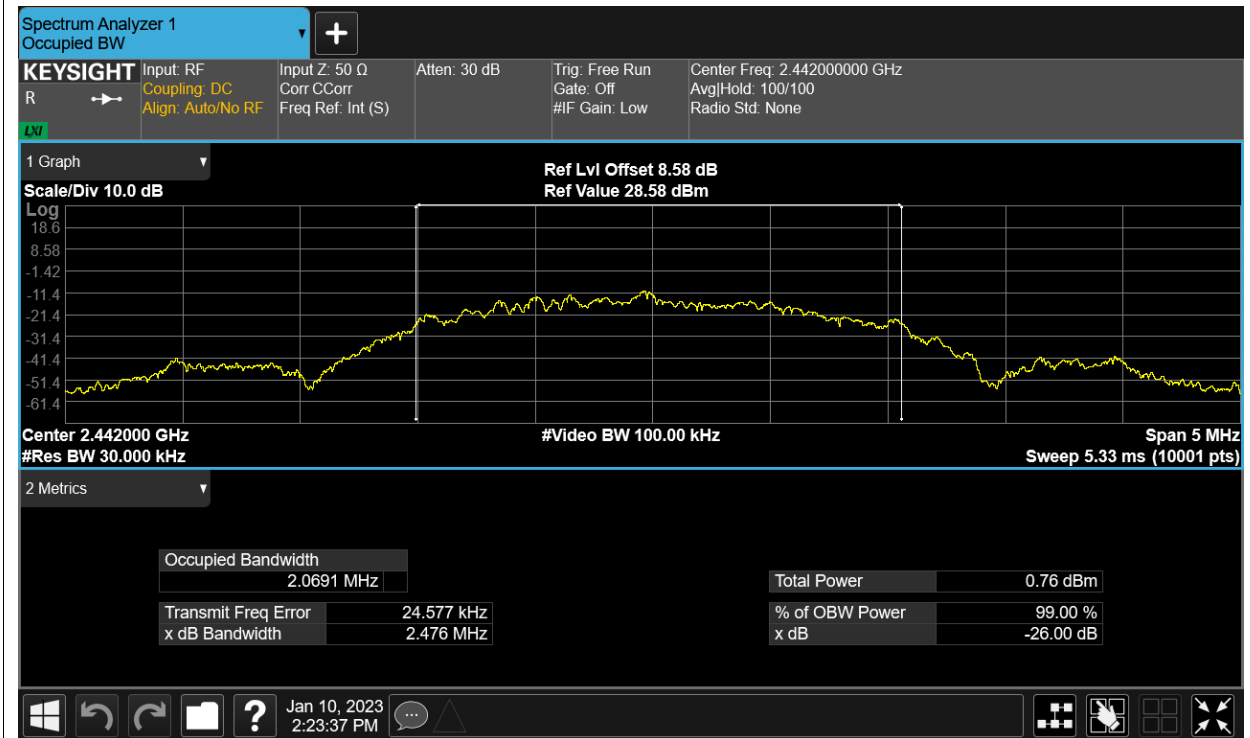 Spectrum Analyzer 1
Occupied BW
KEYSIGHT
R
LXI
Input: RF
Coupling: DC
Align: Auto/No RF
Input Z: 50 Ω
Corr CCorr
Freq Ref: Int (S)
Atten: 30 dB
Trig: Free Run
Gate: Off
#IF Gain: Low
Center Freq: 2.442000000 GHz
Avg|Hold: 100/100
Radio Std: None
1 Graph
Scale/Div 10.0 dB
Ref Lvl Offset 8.58 dB
Ref Value 28.58 dBm
Log
18.6
8.58
-1.42
-11.4
-21.4
-31.4
-41.4
-51.4
-61.4
Center 2.442000 GHz
#Video BW 100.00 kHz
Span 5 MHz
#Res BW 30.000 kHz
Sweep 5.33 ms (10001 pts)
2 Metrics
Occupied Bandwidth
2.0691 MHz
Total Power 0.76 dBm
Transmit Freq Error 24.577 kHz
% of OBW Power 99.00 %
x dB Bandwidth 2.476 MHz
x dB -26.00 dB
?
Jan 10, 2023
2:23:37 PM